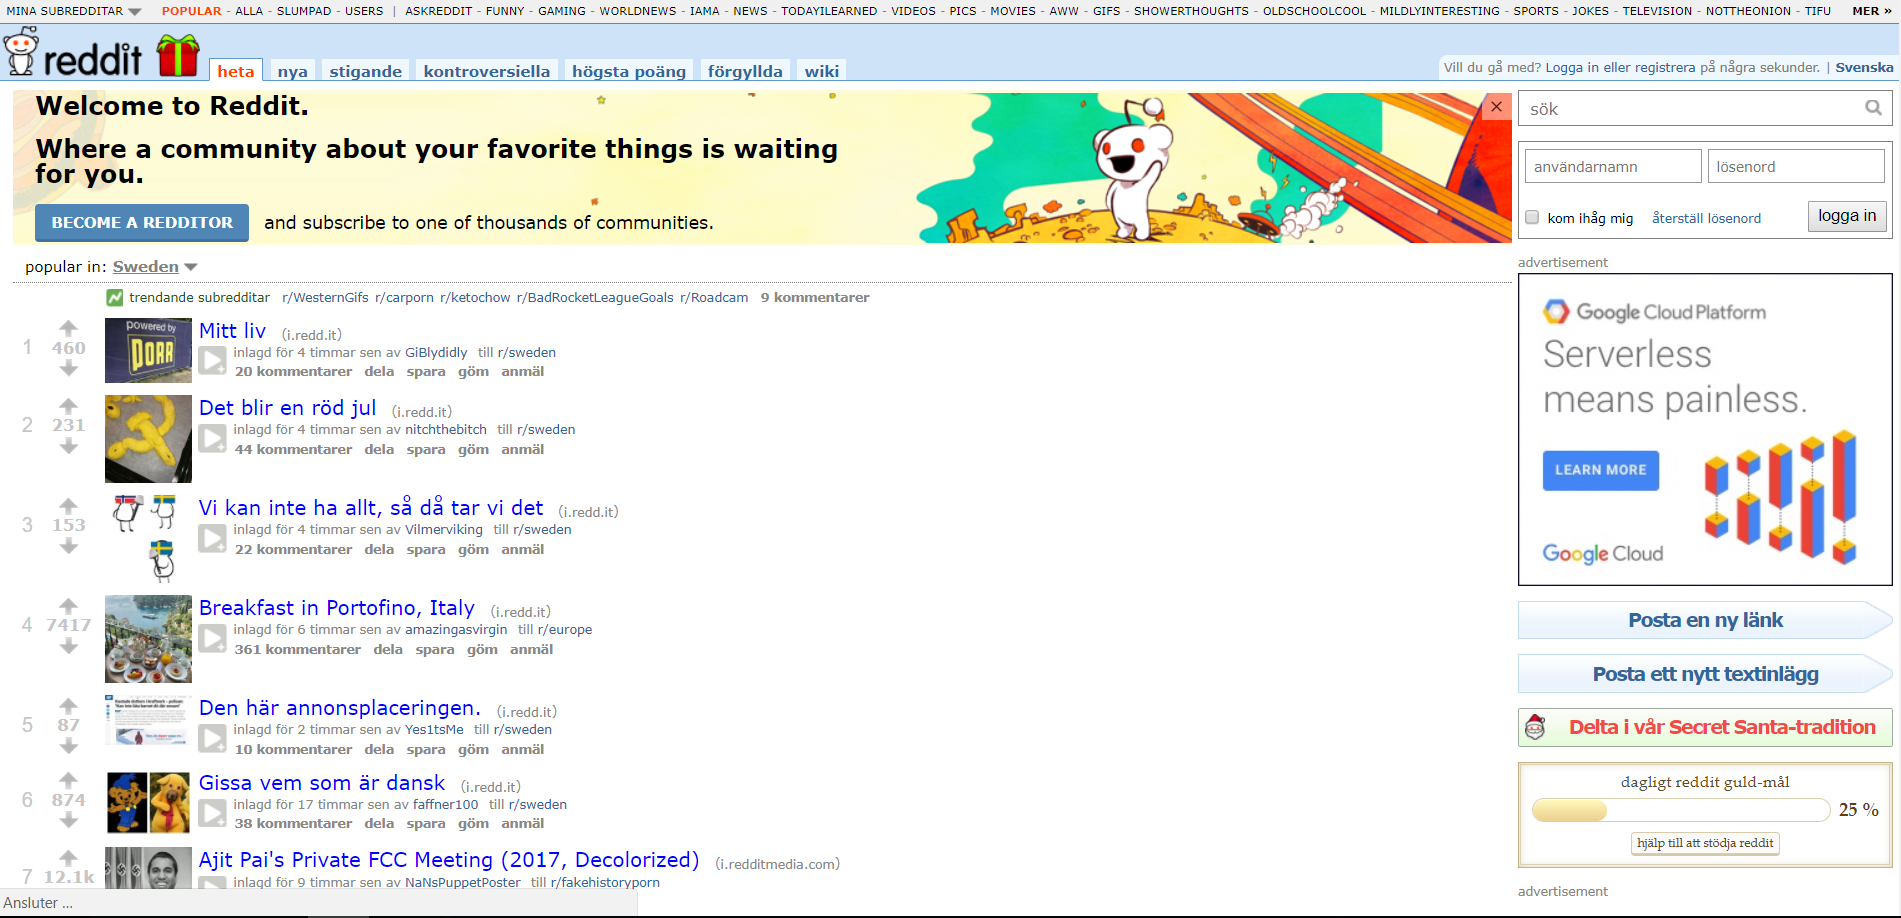 MINA SUBREDDITAR POPULAR - ALLA - SLUMPAD - USERS | ASKREDDIT - FUNNY - GAMING - WORLDNEWS - IAMA - NEWS - TODAYILEARNED - VIDEOS - PICS - MOVIES - AWW - GIFS - SHOWERTHOUGHTS - OLDSCHOOLCOOL - MILDLYINTERESTING - SPORTS - JOKES - TELEVISION - NOTTHEONION - TIFU MER »
reddit heta nya stigande kontroversiella högsta poäng förgyllda wiki
Vill du gå med? Logga in eller registrera på några sekunder. | Svenska
Welcome to Reddit.
Where a community about your favorite things is waiting
for you.
BECOME A REDDITOR and subscribe to one of thousands of communities.
popular in: Sweden
trendande subredditar r/WesternGifs r/carporn r/ketochow r/BadRocketLeagueGoals r/Roadcam 9 kommentarer
1
460
powered by
DORR
Mitt liv (i.redd.it)
inlagd för 4 timmar sen av GiBlydidly till r/sweden
20 kommentarer dela spara göm anmäl
2
231
Det blir en röd jul (i.redd.it)
inlagd för 4 timmar sen av nitchthebitch till r/sweden
44 kommentarer dela spara göm anmäl
3
153
Vi kan inte ha allt, så då tar vi det (i.redd.it)
inlagd för 4 timmar sen av Vilmerviking till r/sweden
22 kommentarer dela spara göm anmäl
4
7417
Breakfast in Portofino, Italy (i.redd.it)
inlagd för 6 timmar sen av amazingasvirgin till r/europe
361 kommentarer dela spara göm anmäl
5
87
Den här annonsplaceringen. (i.redd.it)
inlagd för 2 timmar sen av Yes1tsMe till r/sweden
10 kommentarer dela spara göm anmäl
6
874
Gissa vem som är dansk (i.redd.it)
inlagd för 17 timmar sen av faffner100 till r/sweden
38 kommentarer dela spara göm anmäl
7
12.1k
Ajit Pai's Private FCC Meeting (2017, Decolorized) (i.redditmedia.com)
inlagd för 9 timmar sen av NaNsPuppetPoster till r/fakehistoryporn
Ansluter ...
sök
användarnamn lösenord
kom ihåg mig återställ lösenord logga in
advertisement
Google Cloud Platform
Serverless
means painless.
LEARN MORE
Google Cloud
Posta en ny länk
Posta ett nytt textinlägg
Delta i vår Secret Santa-tradition
dagligt reddit guld-mål
25 %
hjälp till att stödja reddit
advertisement